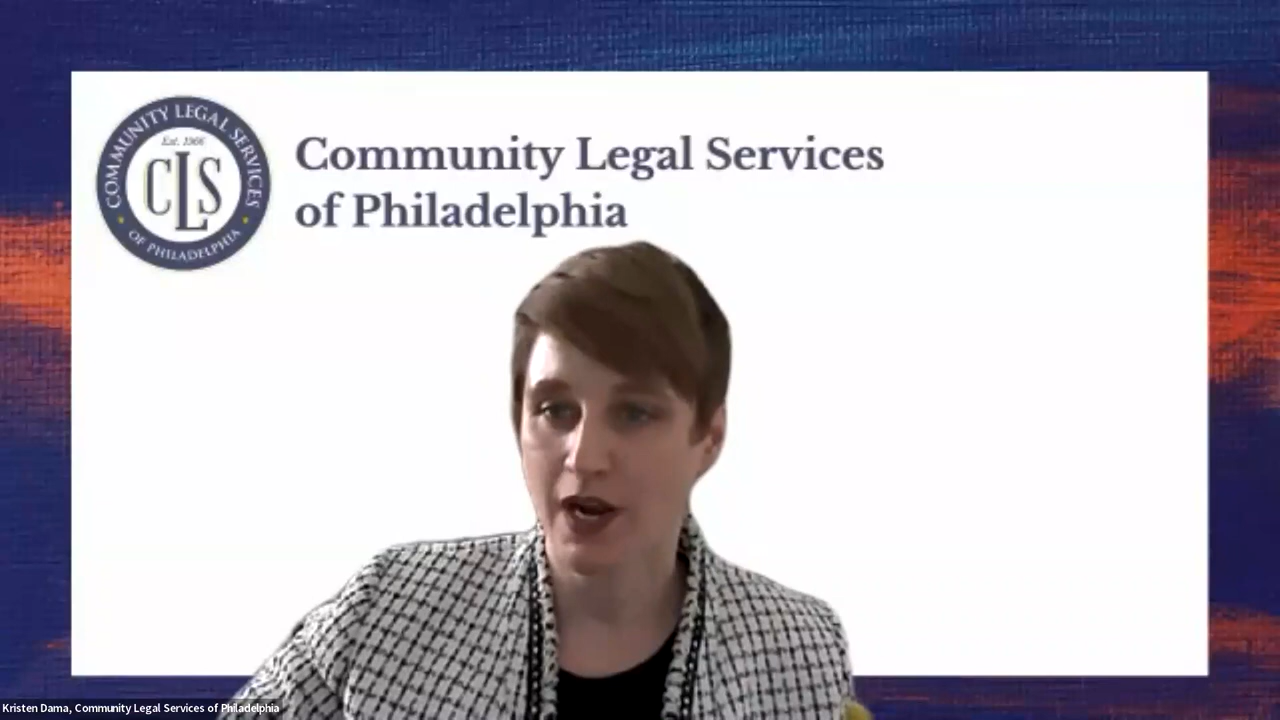 COMMUNITY LEGAL SERVICES
Est. 1966
CLS
OF PHILADELPHIA
Community Legal Services
of Philadelphia
Kristen Dama, Community Legal Services of Philadelphia